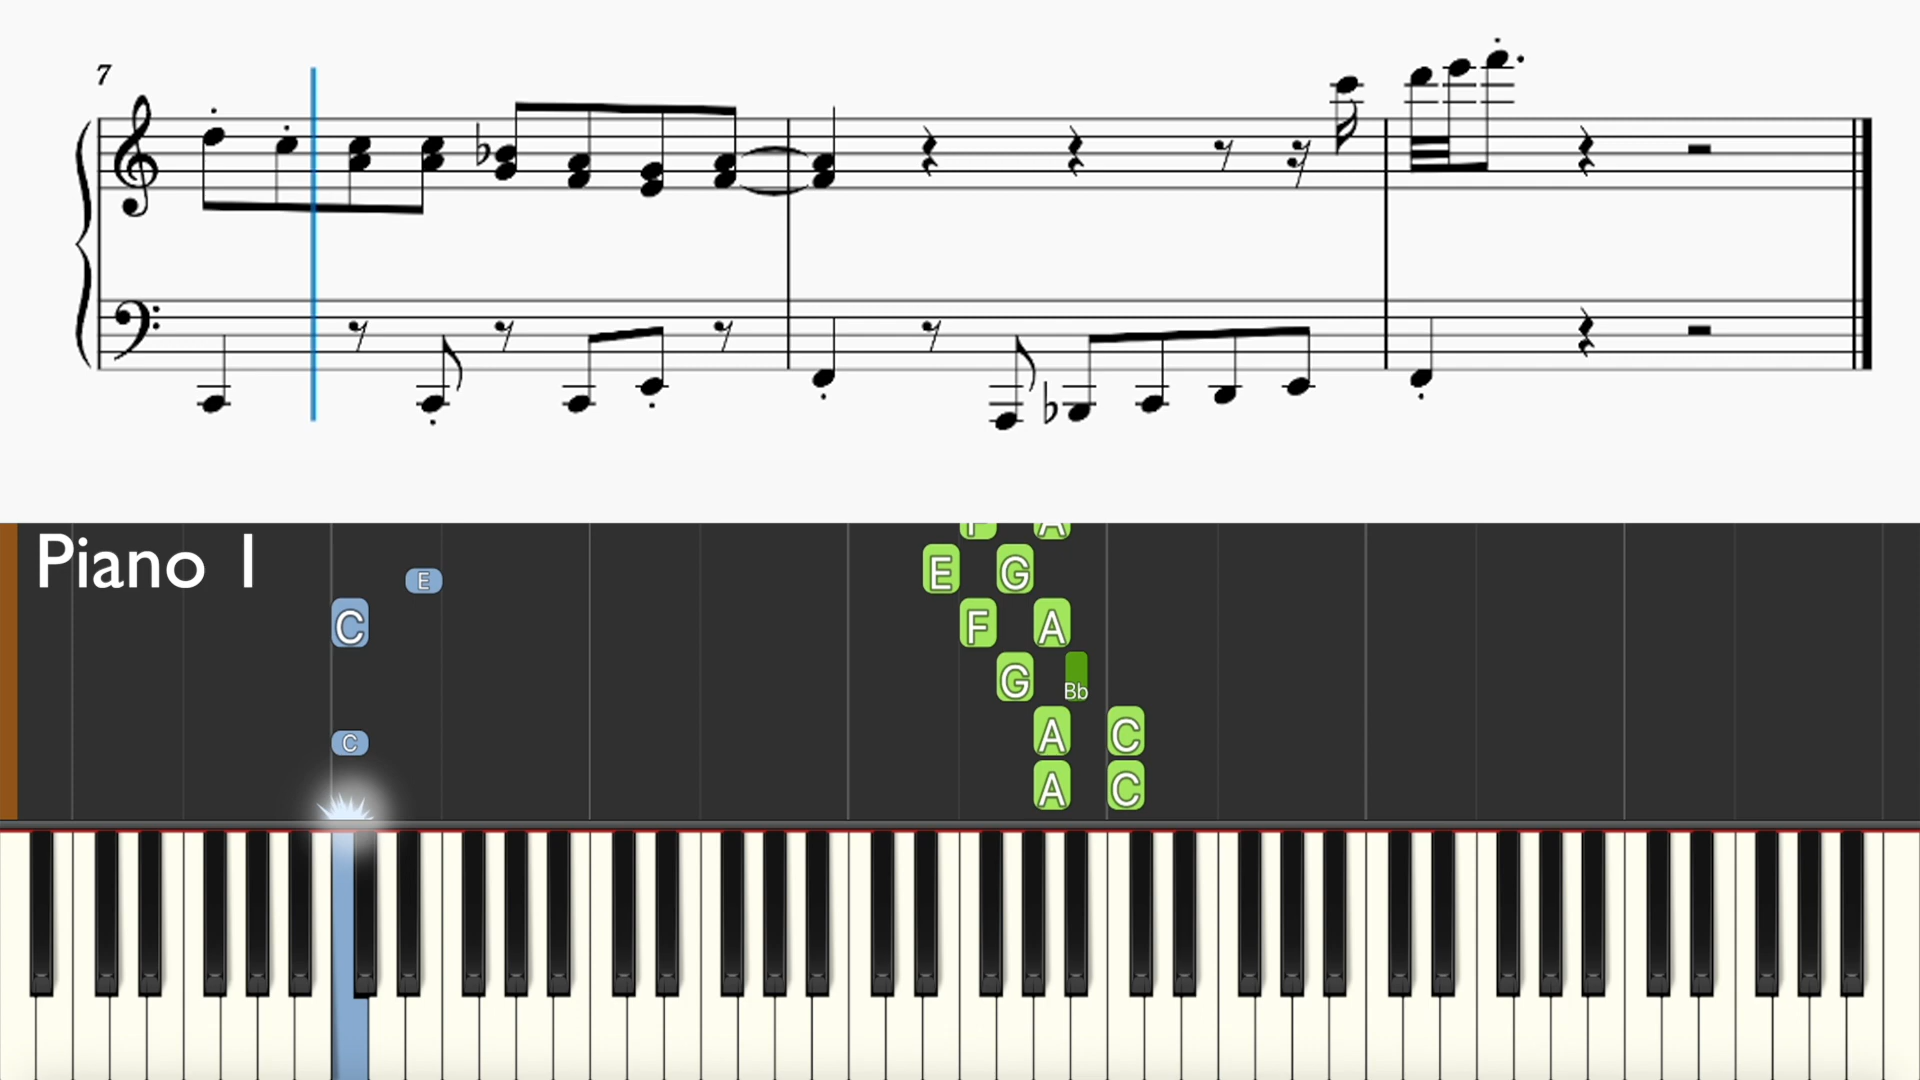 7
F A
Piano 1
E E G
C F A
G Bb
C A C
A C